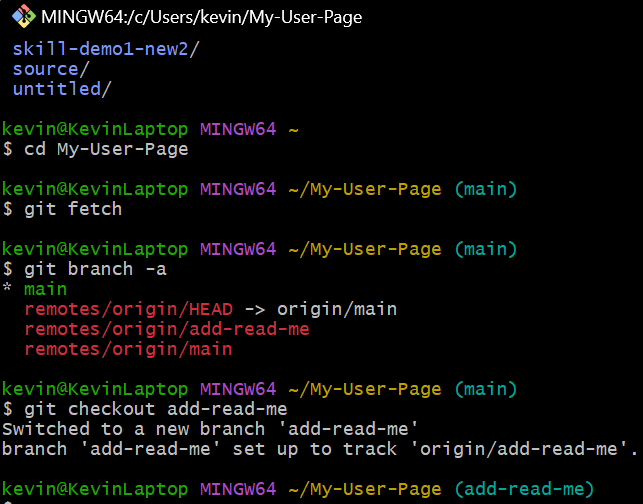 MINGW64:/c/Users/kevin/My-User-Page
skill-demo1-new2/
source/
untitled/
kevin@KevinLaptop MINGW64 ~
$ cd My-User-Page
kevin@KevinLaptop MINGW64 ~/My-User-Page (main)
$ git fetch
kevin@KevinLaptop MINGW64 ~/My-User-Page (main)
$ git branch -a
* main
remotes/origin/HEAD -> origin/main
remotes/origin/add-read-me
remotes/origin/main
kevin@KevinLaptop MINGW64 ~/My-User-Page (main)
$ git checkout add-read-me
Switched to a new branch 'add-read-me'
branch 'add-read-me' set up to track 'origin/add-read-me'.
kevin@KevinLaptop MINGW64 ~/My-User-Page (add-read-me)